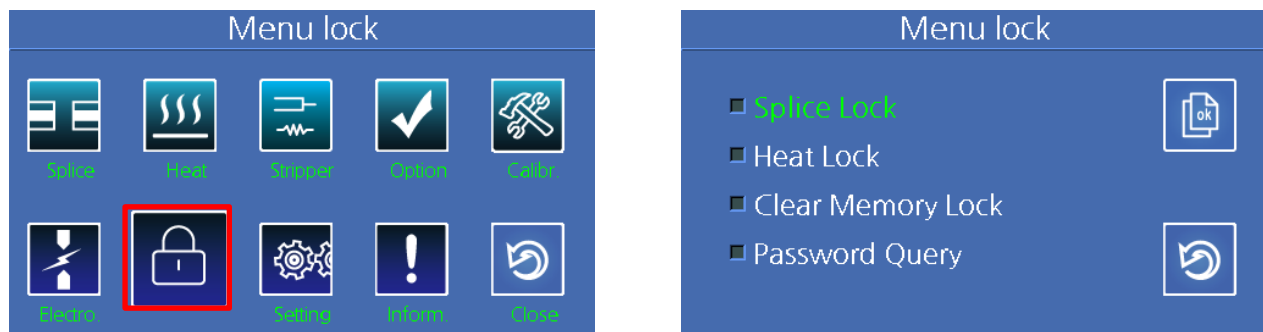 Menu lock
Splice Heat Stripper Option Calibr.
Electro. Setting Inform. Close
Menu lock
Splice Lock
ok
Heat Lock
Clear Memory Lock
Password Query